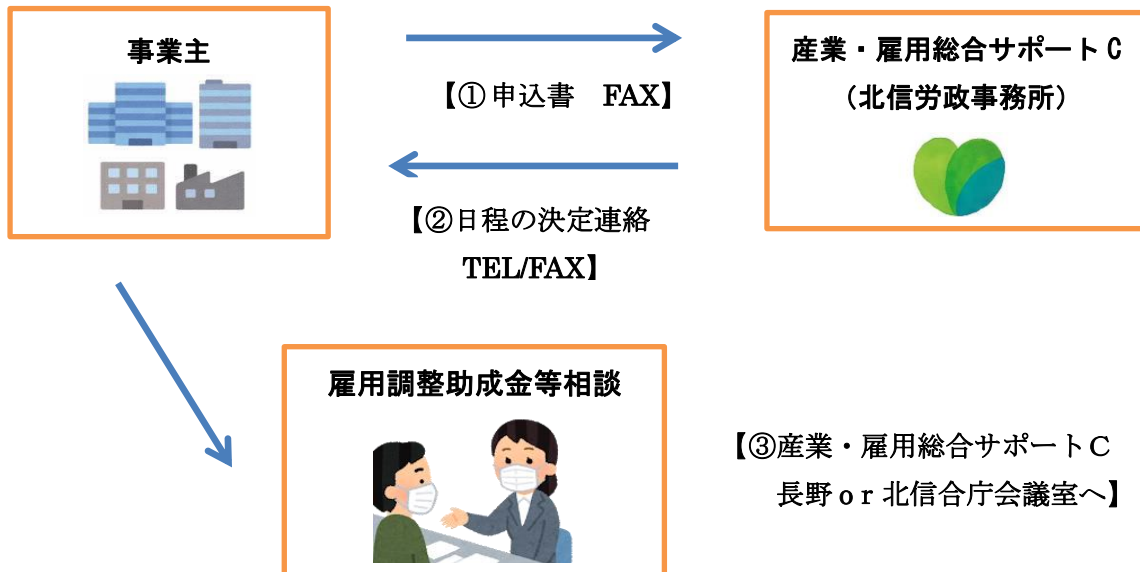 事業主
【①申込書　FAX】
産業・雇用総合サポートC
（北信労政事務所）
【②日程の決定連絡
TEL/FAX】
雇用調整助成金等相談
【③産業・雇用総合サポートＣ
長野ｏｒ北信合庁会議室へ】